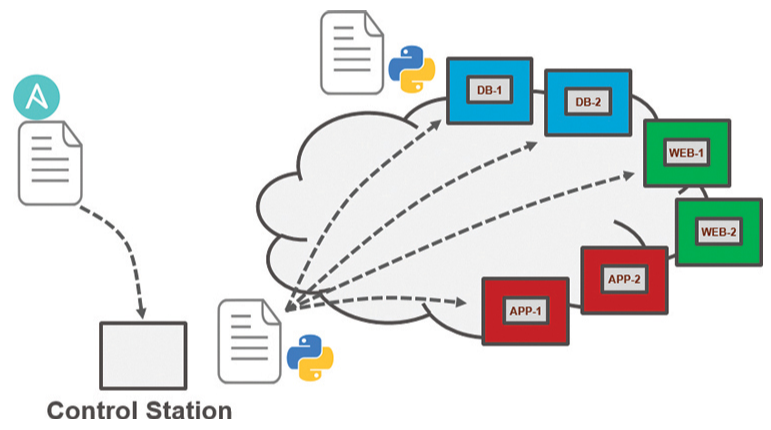 DB-1
DB-2
WEB-1
WEB-2
APP-2
APP-1
Control Station